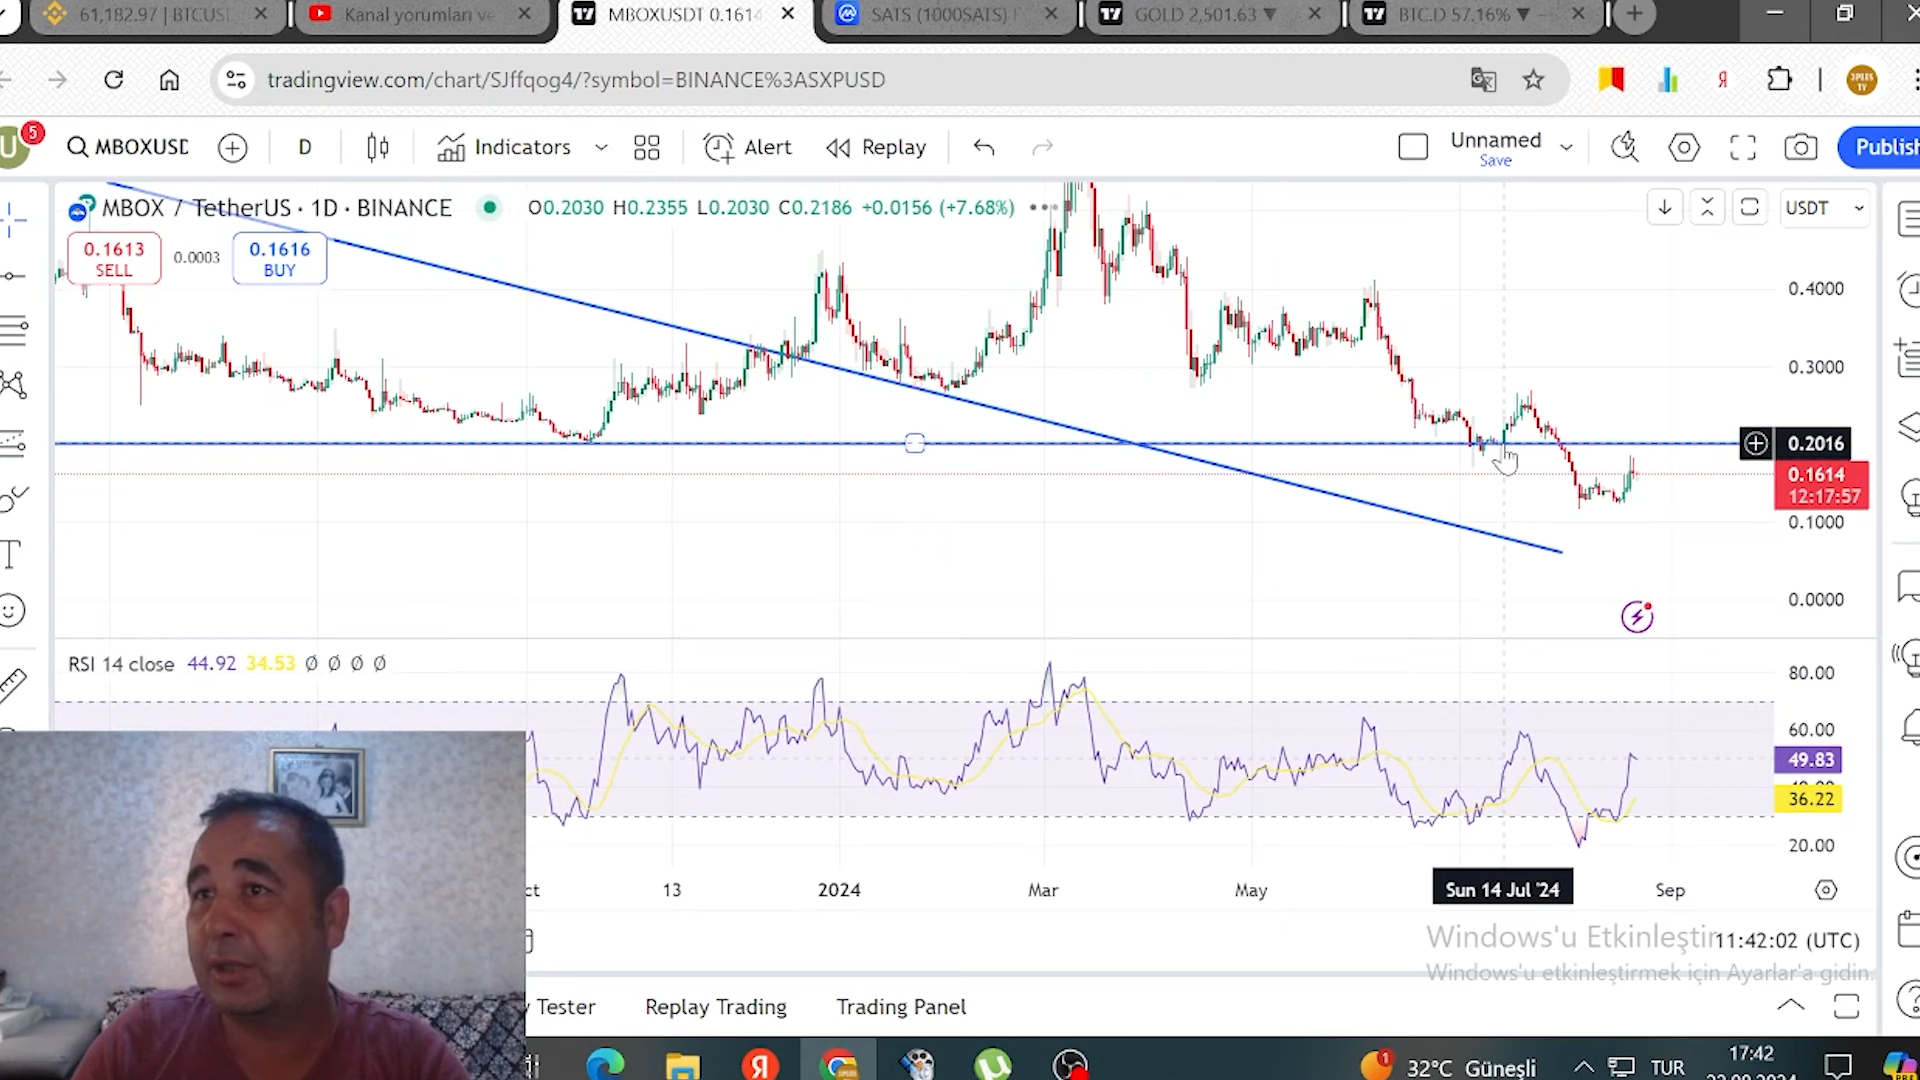 61,182.97 | BTCUSD
Kanal yorumları ve
MBOXUSDT 0.1614
SATS (1000SATS) F
GOLD 2,501.63 ▼
BTC.D 57.16% ▼
tradingview.com/chart/SJffqog4/?symbol=BINANCE%3ASXPUSD
U 5
MBOXUSD
D
Indicators
Alert
Replay
Unnamed
Save
Publish
MBOX / TetherUS · 1D · BINANCE
O0.2030 H0.2355 L0.2030 C0.2186 +0.0156 (+7.68%)
USDT
0.1613
SELL
0.0003
0.1616
BUY
0.4000
0.3000
0.2016
0.1614
12:17:57
0.1000
0.0000
RSI 14 close 44.92 34.53 Ø Ø Ø Ø
80.00
60.00
49.83
36.22
20.00
13
2024
Mar
May
Sun 14 Jul '24
Sep
Windows'u Etkinleştir
11:42:02 (UTC)
Windows'u etkinleştirmek için Ayarlar'a gidin.
Tester
Replay Trading
Trading Panel
1
32°C Güneşli
TUR
17:42